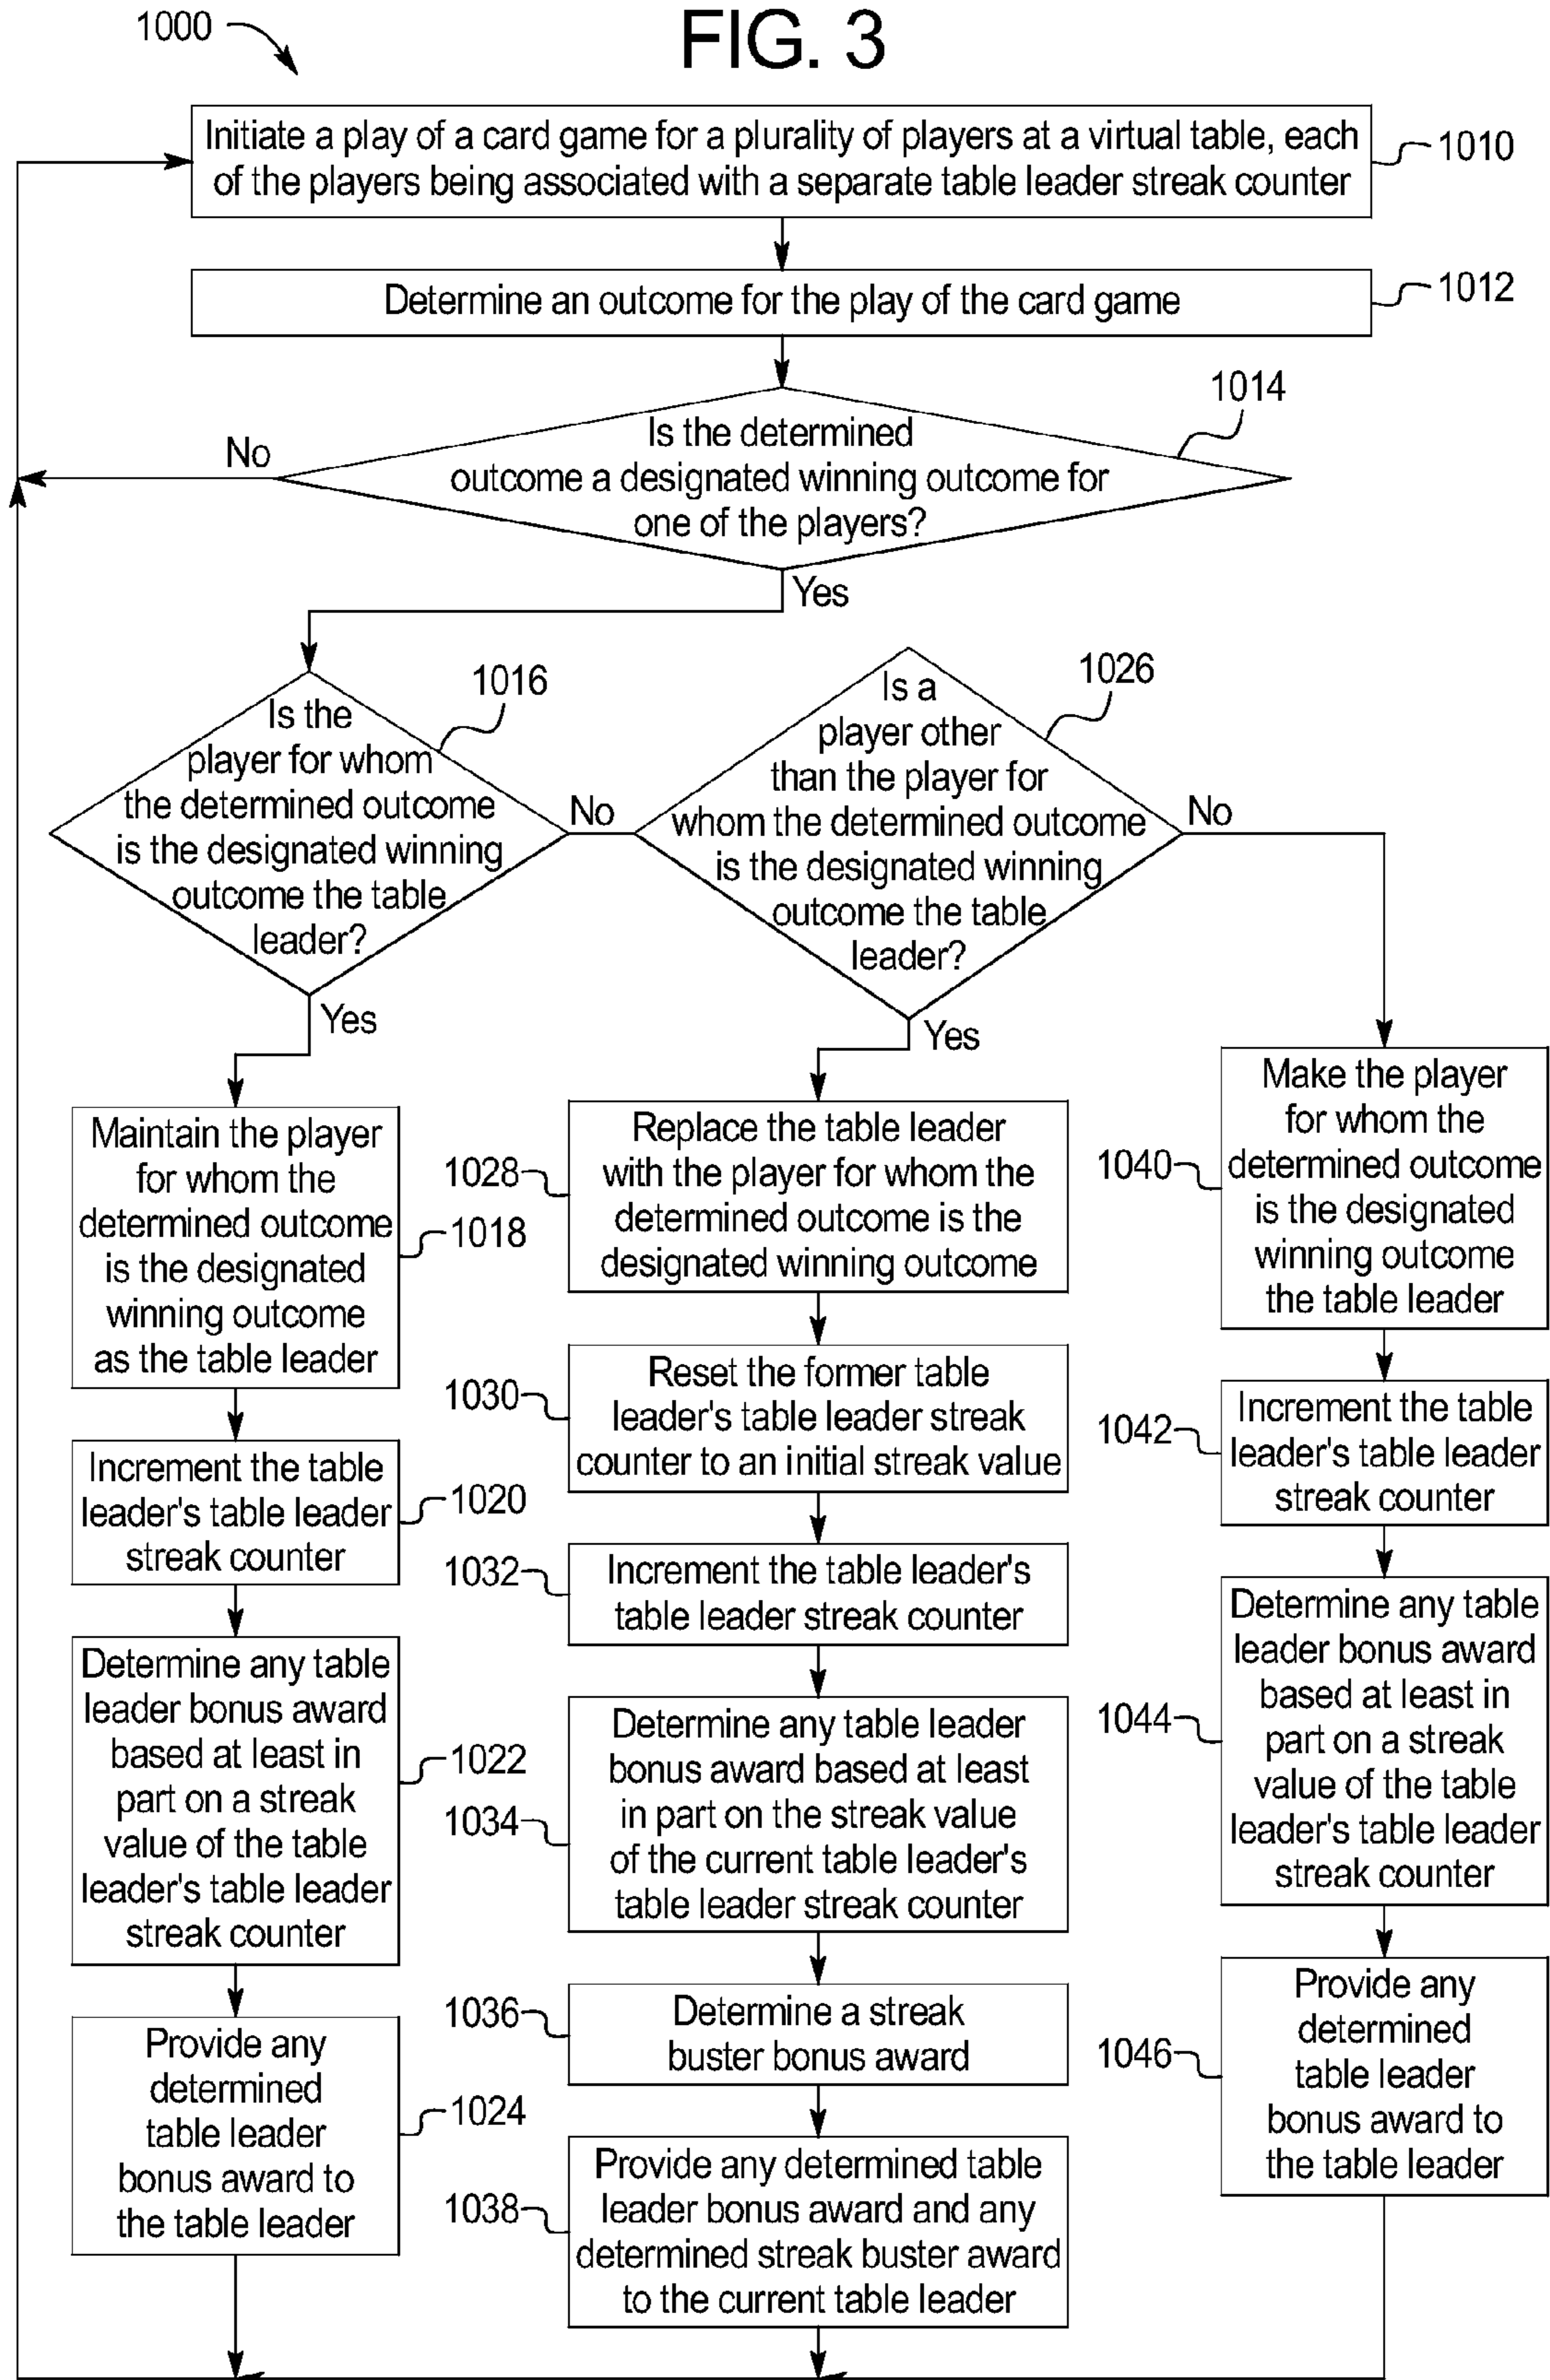 FIG. 3
1000
Initiate a play of a card game for a plurality of players at a virtual table, each
of the players being associated with a separate table leader streak counter
1010
Determine an outcome for the play of the card game
1012
1014
Is the determined
outcome a designated winning outcome for
one of the players?
No
Yes
1016
Is the
player for whom
the determined outcome
is the designated winning
outcome the table
leader?
No
Yes
1026
Is a
player other
than the player for
whom the determined outcome
is the designated winning
outcome the table
leader?
No
Yes
Maintain the player
for whom the
determined outcome
is the designated
winning outcome
as the table leader
1018
Increment the table
leader's table leader
streak counter
1020
Determine any table
leader bonus award
based at least in
part on a streak
value of the table
leader's table leader
streak counter
1022
Provide any
determined
table leader
bonus award to
the table leader
1024
1028
Replace the table leader
with the player for whom the
determined outcome is the
designated winning outcome
1030
Reset the former table
leader's table leader streak
counter to an initial streak value
1032
Increment the table leader's
table leader streak counter
1034
Determine any table leader
bonus award based at least
in part on the streak value
of the current table leader's
table leader streak counter
1036
Determine a streak
buster bonus award
1038
Provide any determined table
leader bonus award and any
determined streak buster award
to the current table leader
1040
Make the player
for whom the
determined outcome
is the designated
winning outcome
the table leader
1042
Increment the table
leader's table leader
streak counter
1044
Determine any table
leader bonus award
based at least in
part on a streak
value of the table
leader's table leader
streak counter
1046
Provide any
determined
table leader
bonus award to
the table leader